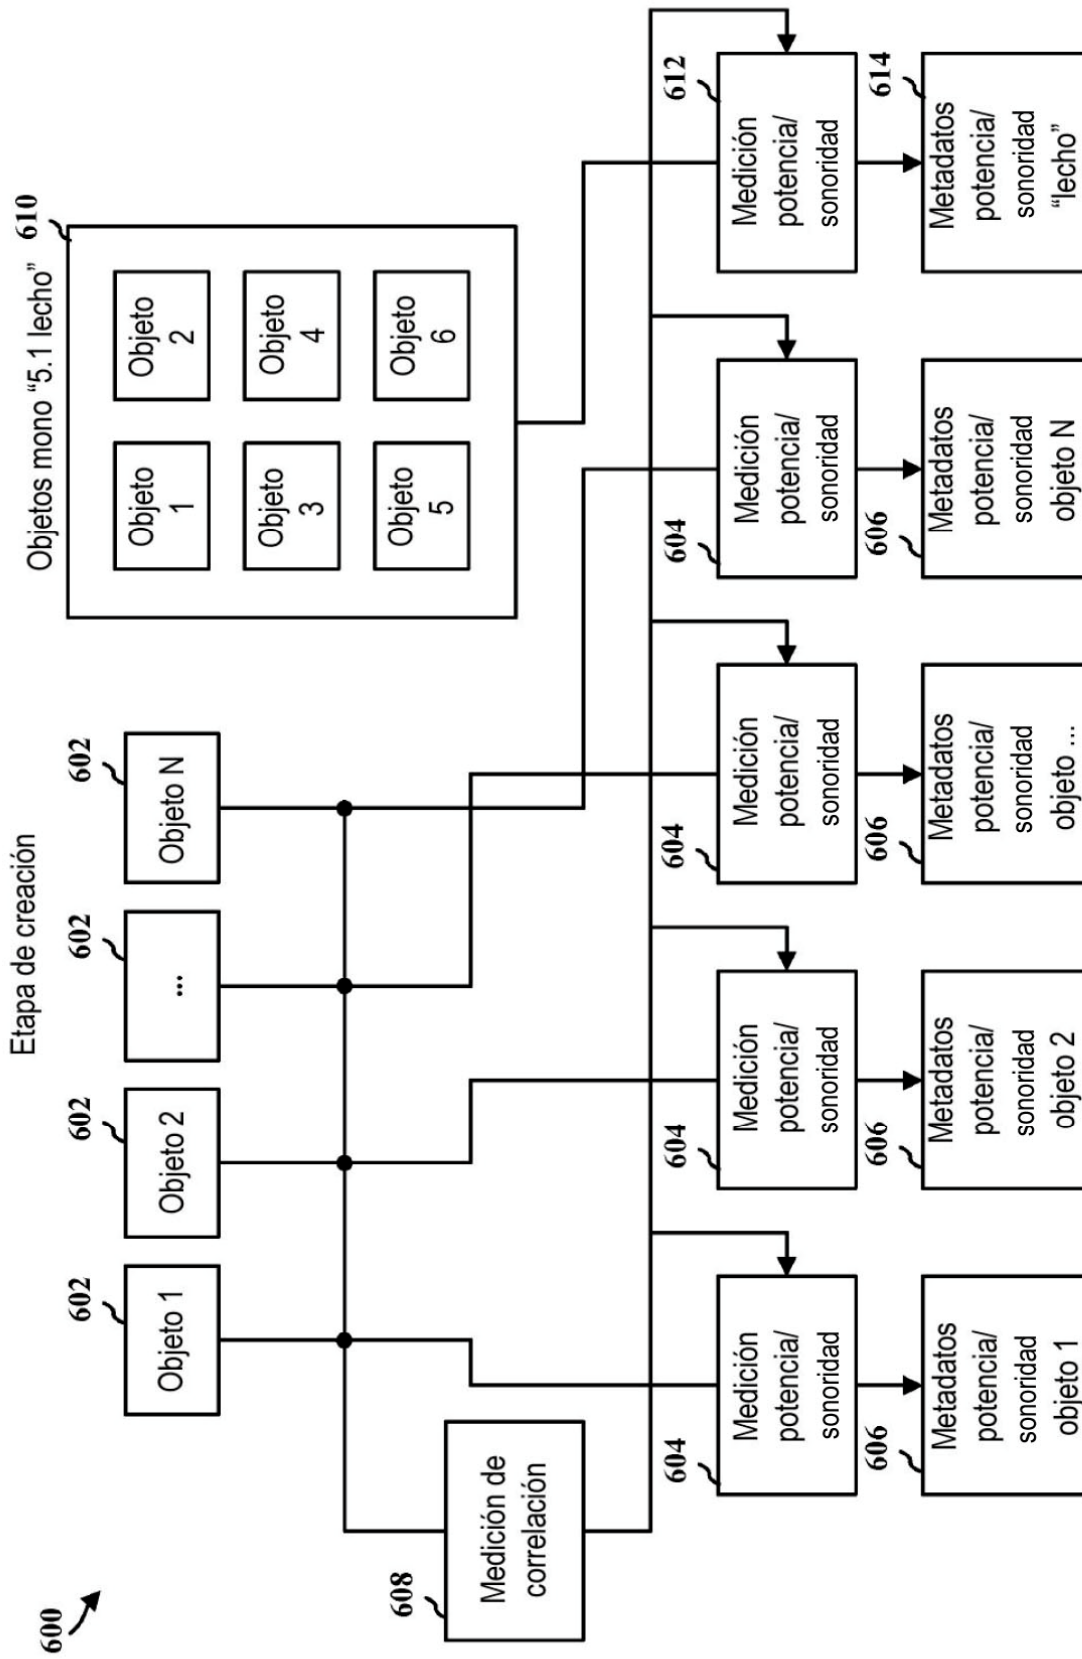 600
Etapa de creación
602
Objeto 1
602
Objeto 2
602
...
602
Objeto N
Objetos mono “5.1 lecho”
610
Objeto
1
Objeto
2
Objeto
3
Objeto
4
Objeto
5
Objeto
6
608
Medición de
correlación
604
Medición
potencia/
sonoridad
604
Medición
potencia/
sonoridad
604
Medición
potencia/
sonoridad
604
Medición
potencia/
sonoridad
612
Medición
potencia/
sonoridad
606
Metadatos
potencia/
sonoridad
objeto 1
606
Metadatos
potencia/
sonoridad
objeto 2
606
Metadatos
potencia/
sonoridad
objeto ...
606
Metadatos
potencia/
sonoridad
objeto N
614
Metadatos
potencia/
sonoridad
“lecho”